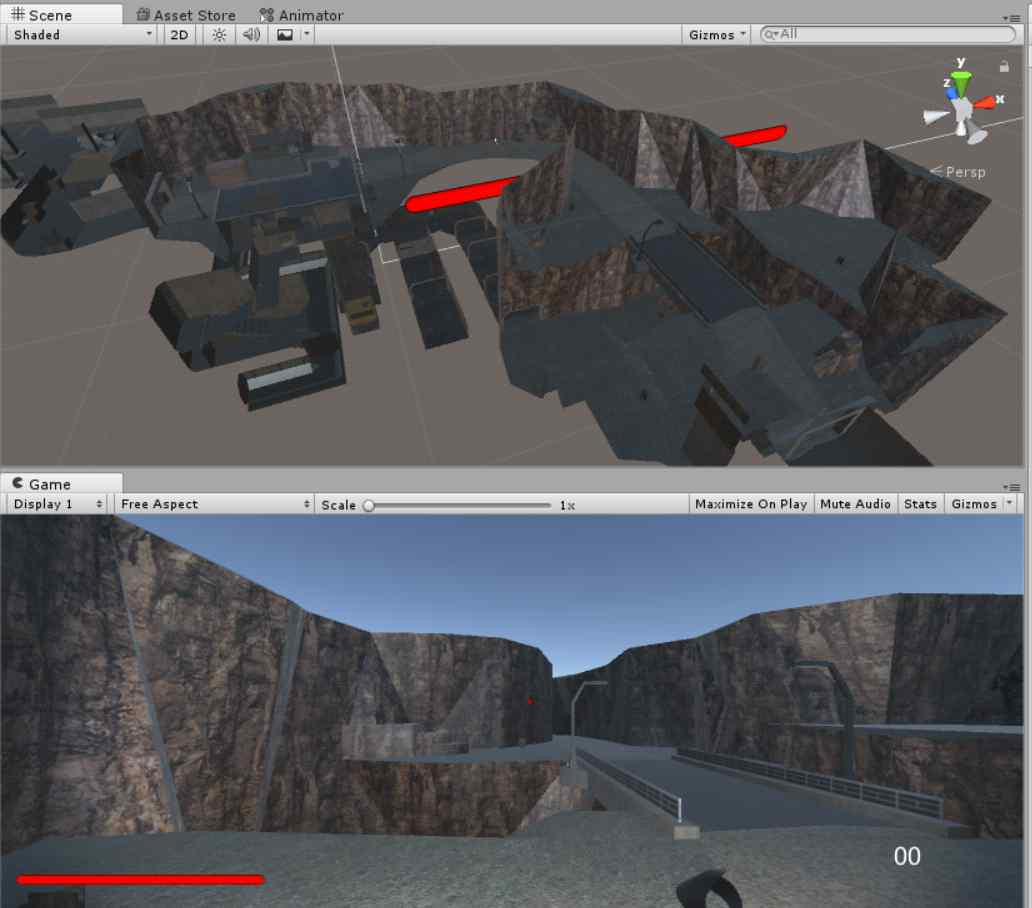 Scene Asset Store Animator
Shaded 2D Gizmos All
y
z
x
Persp
Game
Display 1 Free Aspect Scale 1x Maximize On Play Mute Audio Stats Gizmos
00